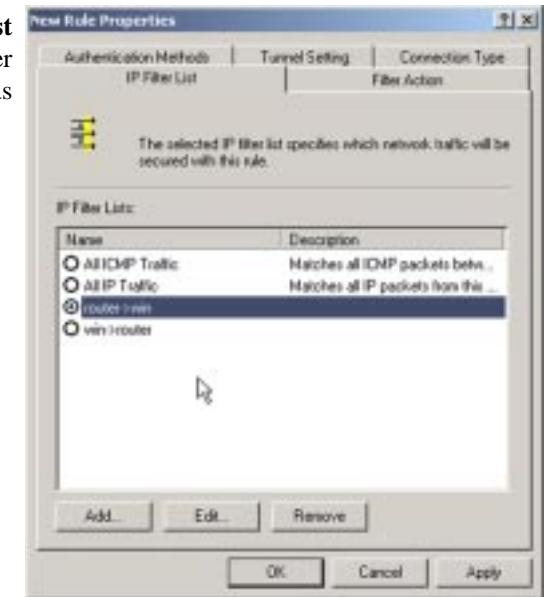 st
er
as
New Rule Properties
Authentication Methods
Tunnel Setting
Connection Type
IP Filter List
Filter Action
The selected IP filter list specifies which network traffic will be
secured with this rule.
IP Filter Lists:
Name
Description
All ICMP Traffic
Matches all ICMP packets betw...
All IP Traffic
Matches all IP packets from this ...
router->win
win->router
Add...
Edit...
Remove
OK
Cancel
Apply